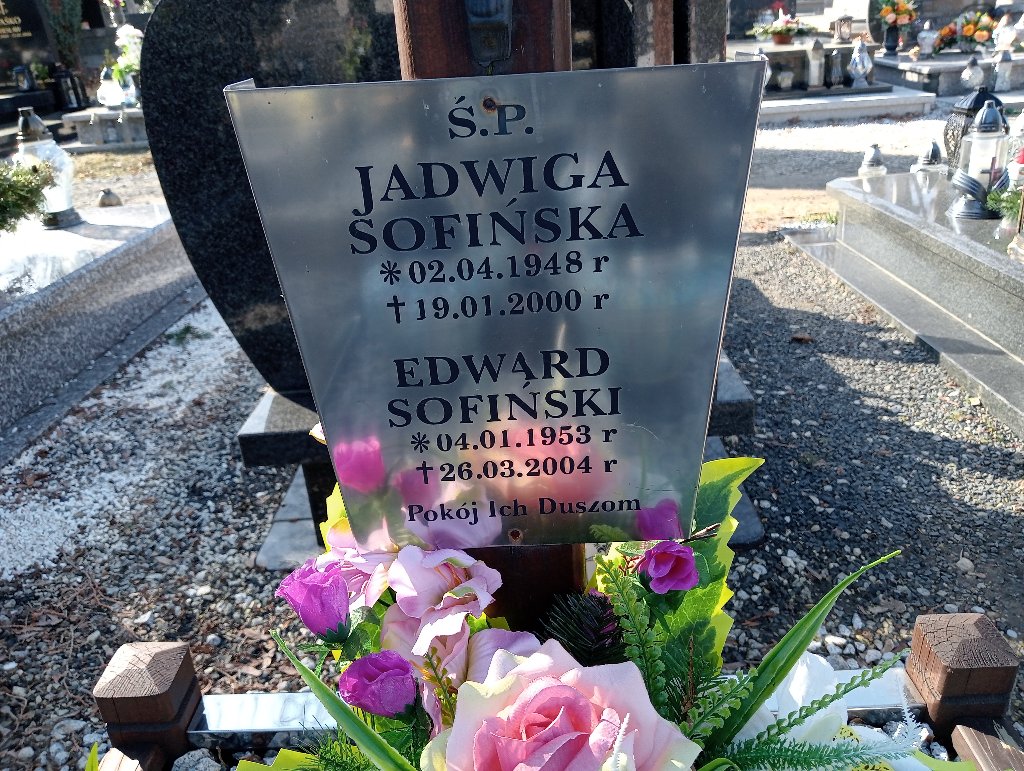 Ś.P.
JADWIGA
SOFIŃSKA
* 02.04.1948 r
† 19.01.2000 r
EDWARD
SOFIŃSKI
* 04.01.1953 r
† 26.03.2004 r
Pokój Ich Duszom